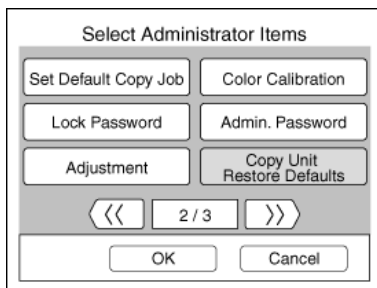 Select Administrator Items
Set Default Copy Job
Color Calibration
Lock Password
Admin. Password
Adjustment
Copy Unit
Restore Defaults
<< 2 / 3 >>
OK
Cancel